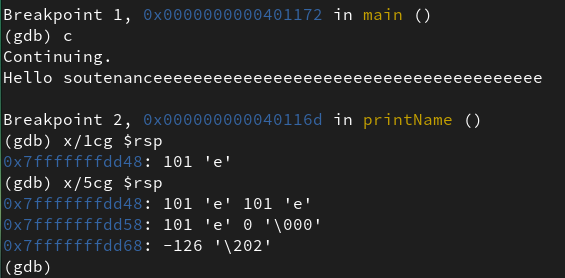 Breakpoint 1, 0x0000000000401172 in main ()
(gdb) c
Continuing.
Hello soutenanceeeeeeeeeeeeeeeeeeeeeeeeeeeeeeeeeeeeeee

Breakpoint 2, 0x000000000040116d in printName ()
(gdb) x/1cg $rsp
0x7fffffffdd48: 101 'e'
(gdb) x/5cg $rsp
0x7fffffffdd48: 101 'e' 101 'e'
0x7fffffffdd58: 101 'e' 0 '\000'
0x7fffffffdd68: -126 '\202'
(gdb)